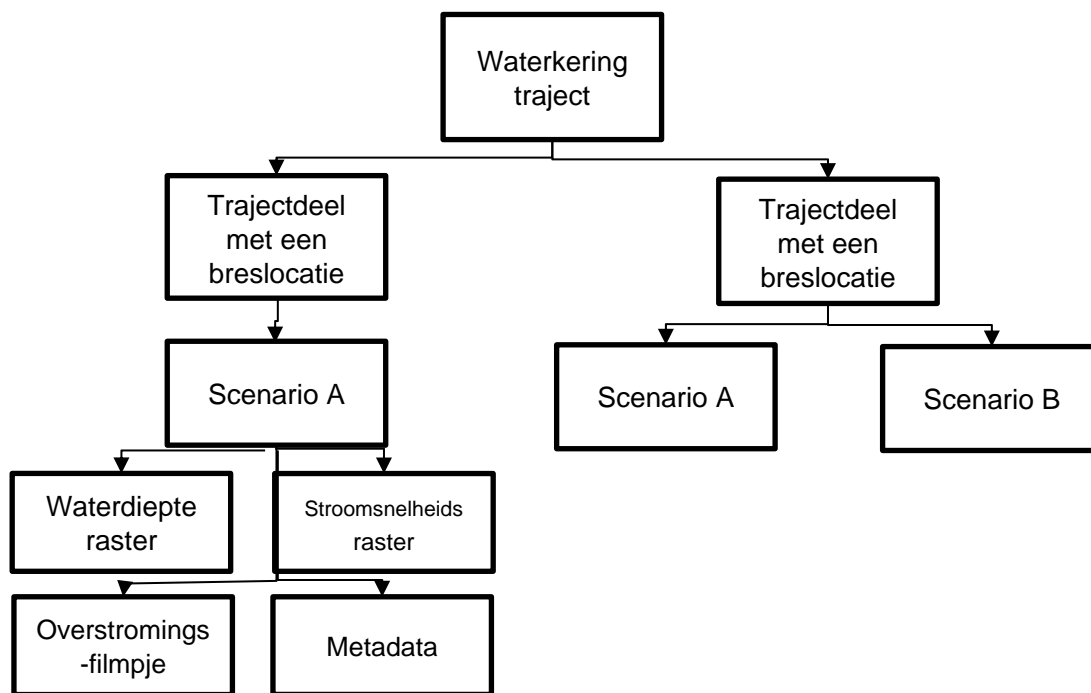 Waterkering
traject
Trajectdeel
met een
breslocatie
Trajectdeel
met een
breslocatie
Scenario A
Scenario A
Scenario B
Waterdiepte
raster
Stroomsnelheids
raster
Overstromings
-filmpje
Metadata